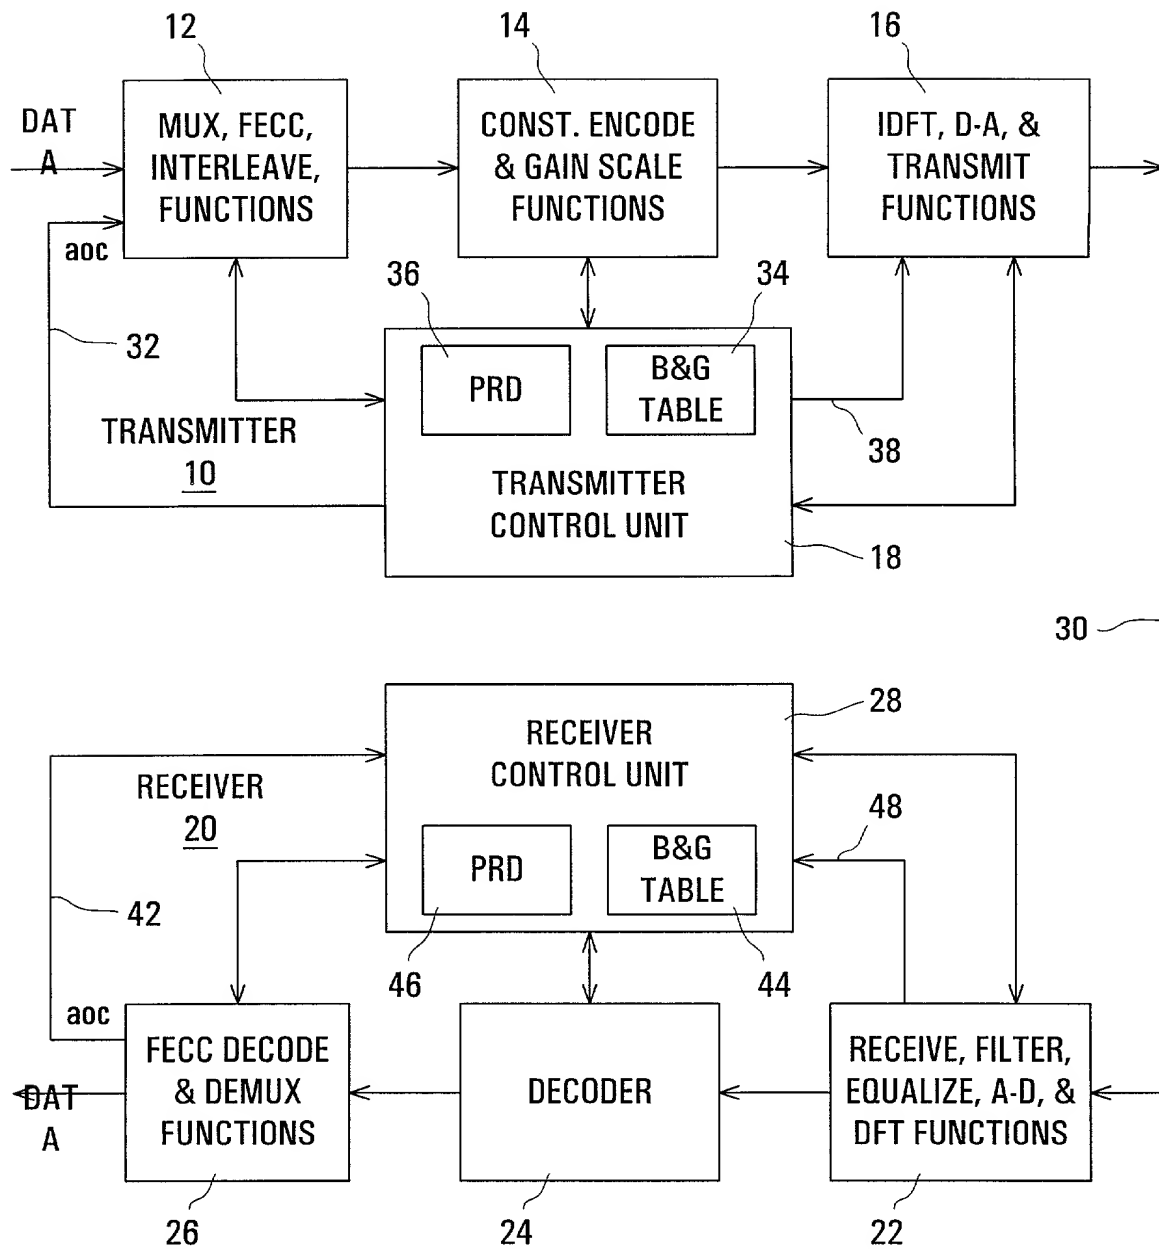 12
14
16
DAT
A
MUX, FECC,
INTERLEAVE,
FUNCTIONS
CONST. ENCODE
& GAIN SCALE
FUNCTIONS
IDFT, D-A, &
TRANSMIT
FUNCTIONS
aoc
36
34
32
PRD
B&G
TABLE
38
TRANSMITTER
10
TRANSMITTER
CONTROL UNIT
18
30
28
RECEIVER
CONTROL UNIT
RECEIVER
20
48
PRD
B&G
TABLE
42
46
44
aoc
FECC DECODE
& DEMUX
FUNCTIONS
DECODER
RECEIVE, FILTER,
EQUALIZE, A-D, &
DFT FUNCTIONS
DAT
A
26
24
22